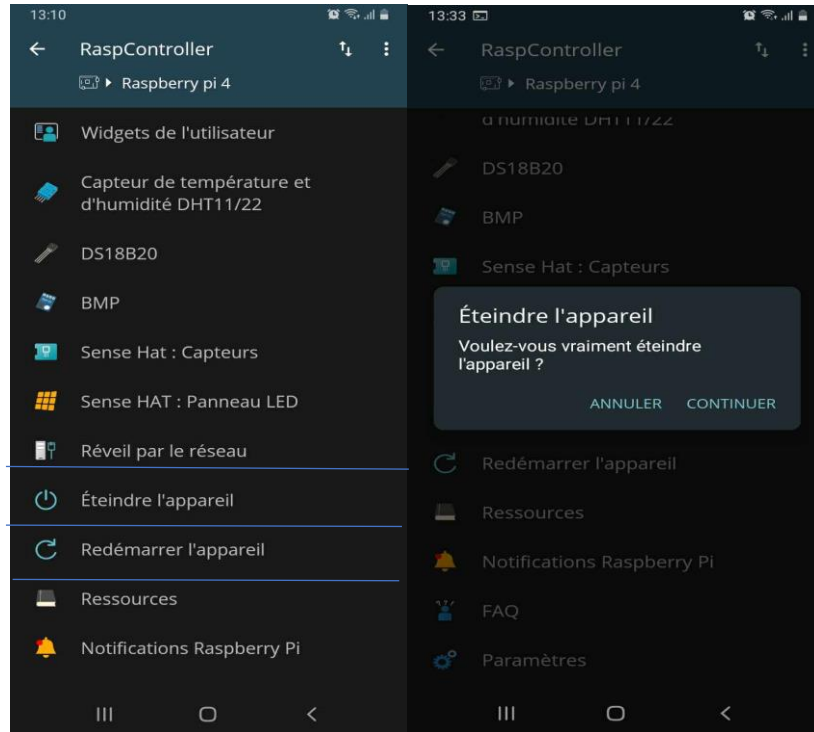 13:10
RaspController
Raspberry pi 4
Widgets de l'utilisateur
Capteur de température et
d'humidité DHT11/22
DS18B20
BMP
Sense Hat : Capteurs
Sense HAT : Panneau LED
Réveil par le réseau
Éteindre l'appareil
Redémarrer l'appareil
Ressources
Notifications Raspberry Pi
13:33
RaspController
Raspberry pi 4
d'humidité DHT11/22
DS18B20
BMP
Sense Hat : Capteurs
Éteindre l'appareil
Voulez-vous vraiment éteindre
l'appareil ?
ANNULER CONTINUER
Redémarrer l'appareil
Ressources
Notifications Raspberry Pi
FAQ
Paramètres